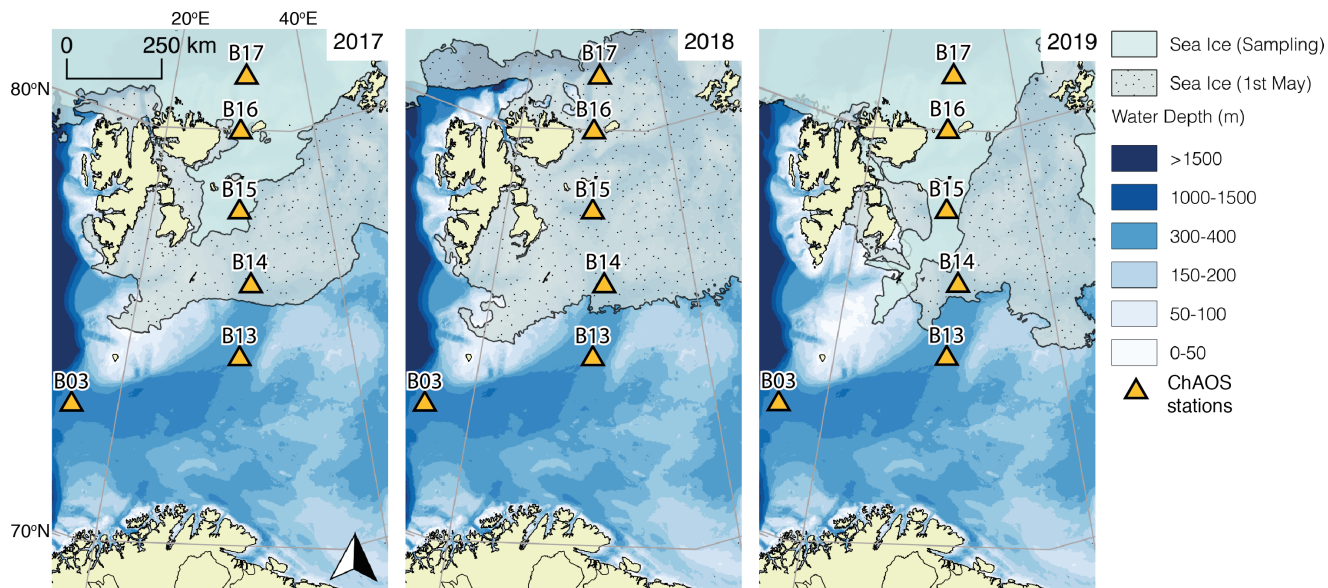 20°E 40°E
0 250 km
2017
2018
2019
80°N
70°N
B17
B16
B15
B14
B13
B03
B17
B16
B15
B14
B13
B03
B17
B16
B15
B14
B13
B03
Sea Ice (Sampling)
Sea Ice (1st May)
Water Depth (m)
>1500
1000-1500
300-400
150-200
50-100
0-50
ChAOS
stations